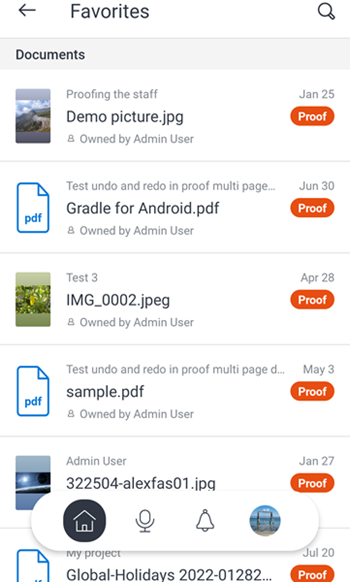 Favorites
Documents
Proofing the staff Jan 25
Demo picture.jpg Proof
Owned by Admin User
Test undo and redo in proof multi page... Jun 30
pdf Gradle for Android.pdf Proof
Owned by Admin User
Test 3 Apr 28
IMG_0002.jpeg Proof
Owned by Admin User
Test undo and redo in proof multi page d... May 3
pdf sample.pdf Proof
Owned by Admin User
Admin User Jan 27
322504-alexfas01.jpg Proof
My project Jul 20
pdf Global-Holidays 2022-01282... Proof